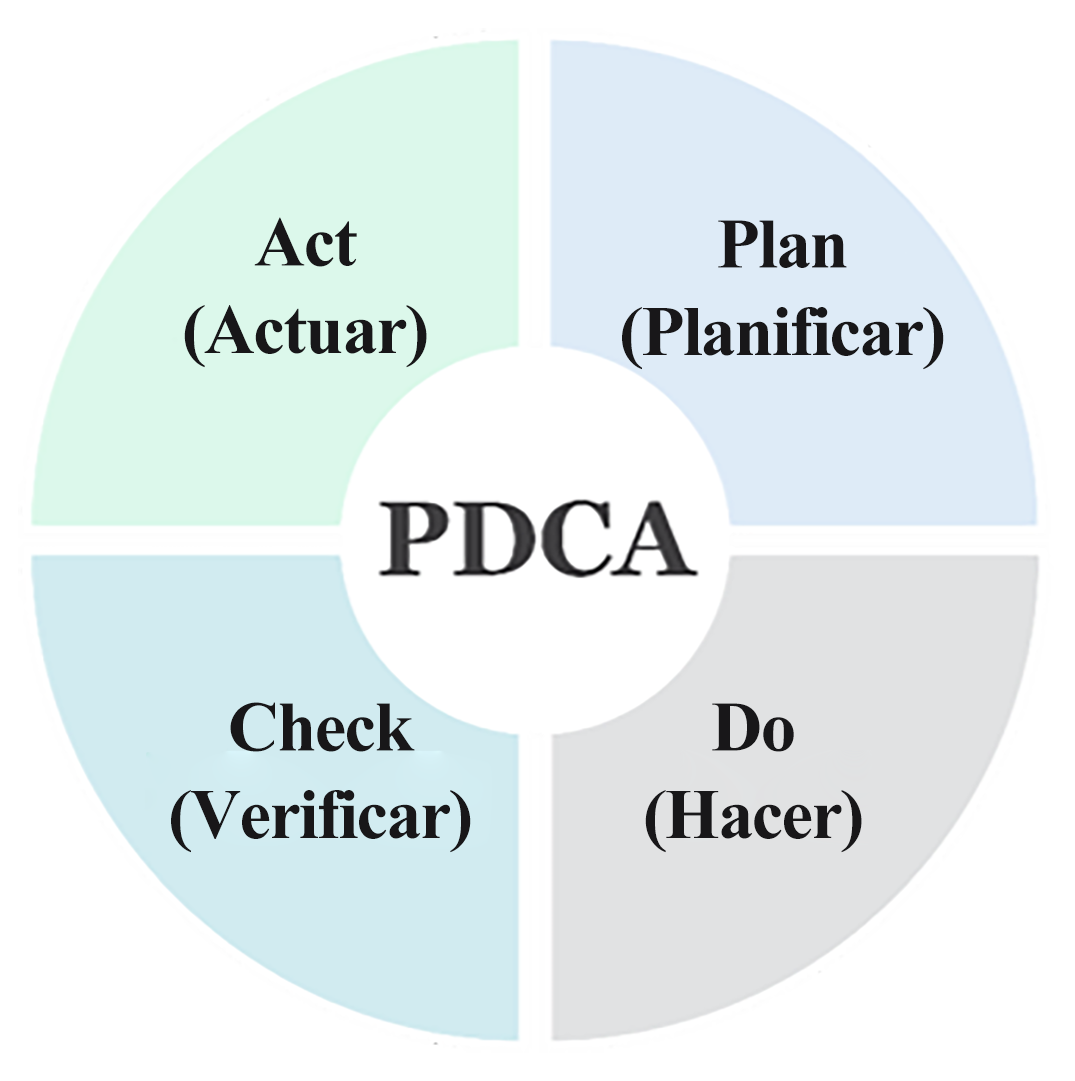 Act
(Actuar)
Plan
(Planificar)
PDCA
Check
(Verificar)
Do
(Hacer)